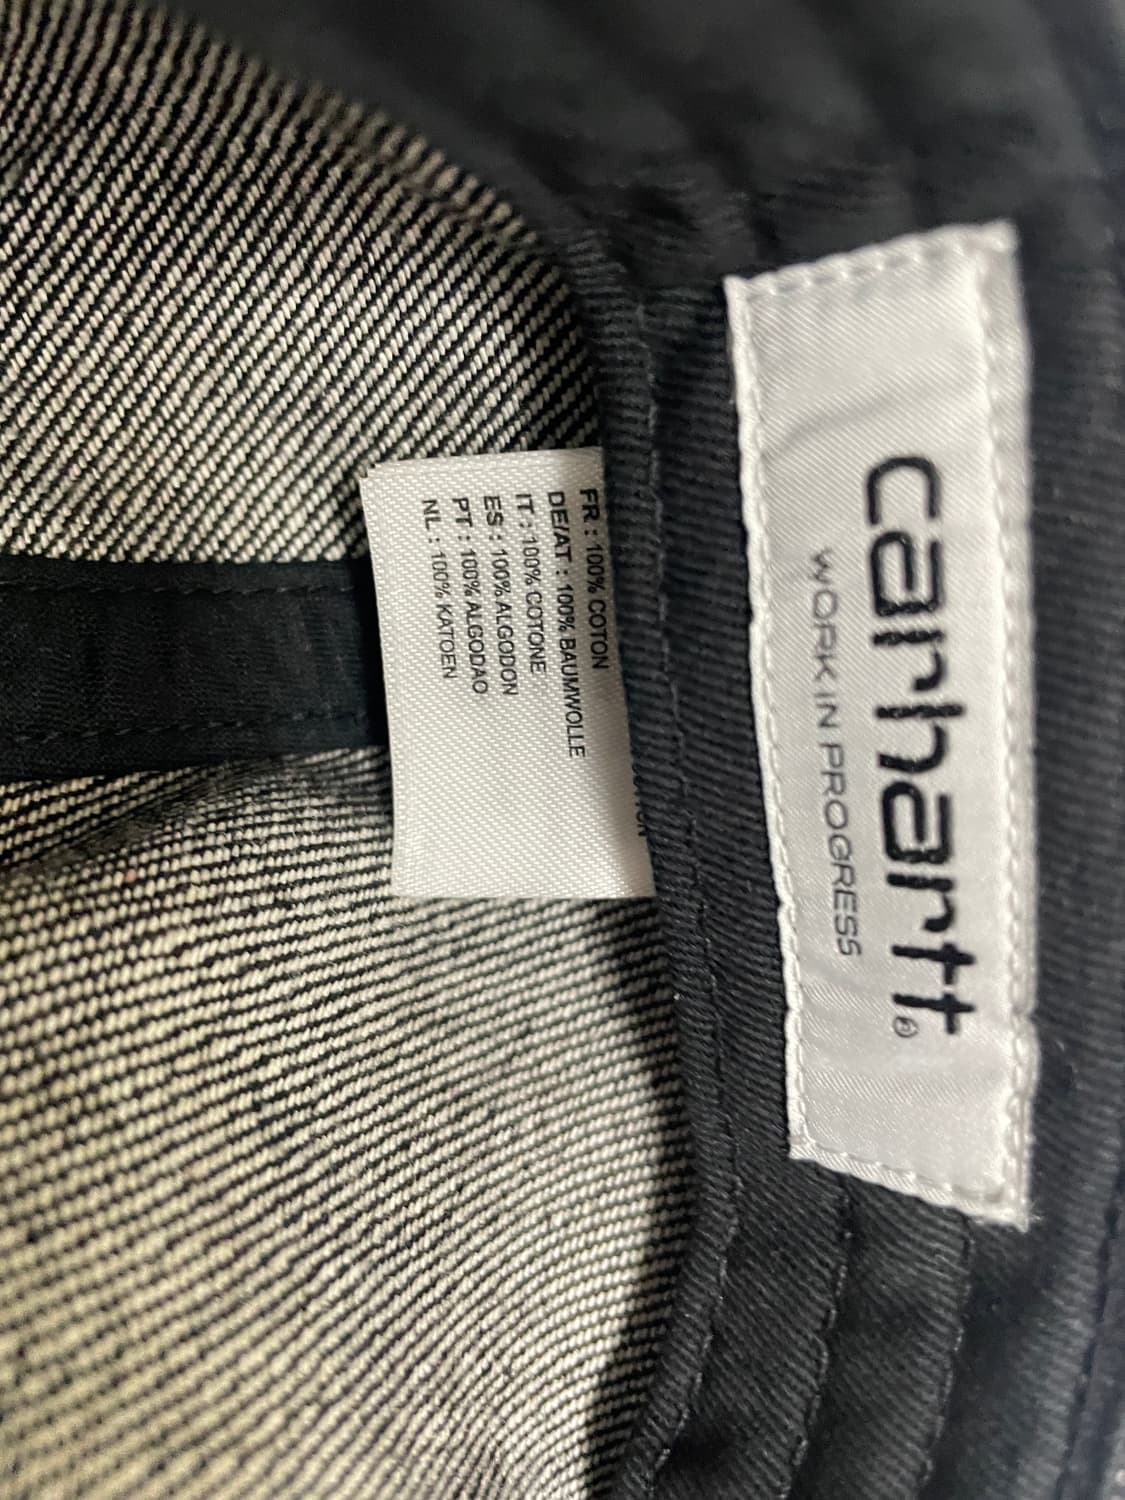 carhartt®
WORK IN PROGRESS
FR : 100% COTON
DE/AT : 100% BAUMWOLLE
IT : 100% COTONE
ES : 100% ALGODON
PT : 100% ALGODAO
NL : 100% KATOEN